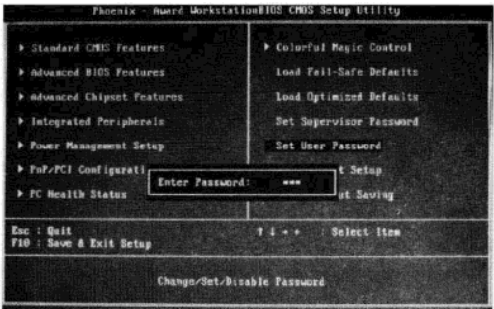 Phoenix - Award WorkstationBIOS CMOS Setup Utility
▶ Standard CMOS Features
▶ Advanced BIOS Features
▶ Advanced Chipset Features
▶ Integrated Peripherals
▶ Power Management Setup
▶ PnP/PCI Configurati
▶ PC Health Status
▶ Colorful Magic Control
Load Fail-Safe Defaults
Load Optimized Defaults
Set Supervisor Password
Set User Password
t Setup
ut Saving
Enter Password: ***
Esc : Quit
F10 : Save & Exit Setup
↑ ↓ → ← : Select Item
Change/Set/Disable Password